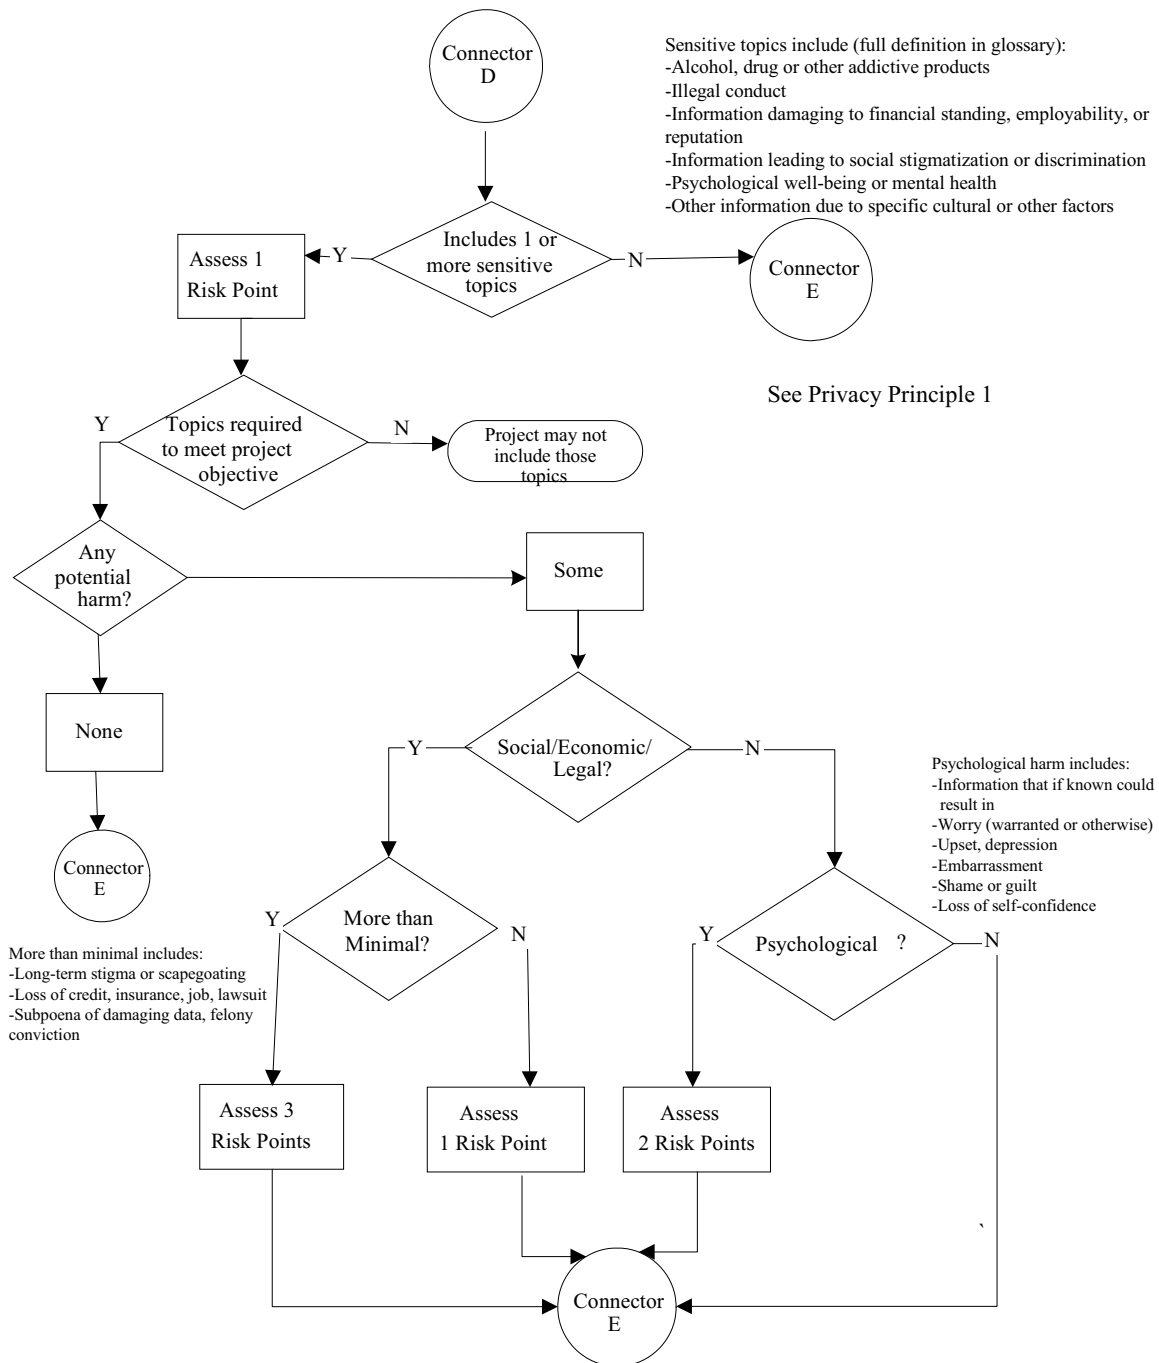 Connector
D
Sensitive topics include (full definition in glossary):
-Alcohol, drug or other addictive products
-Illegal conduct
-Information damaging to financial standing, employability, or
reputation
-Information leading to social stigmatization or discrimination
-Psychological well-being or mental health
-Other information due to specific cultural or other factors
Includes 1 or
more sensitive
topics
Y
N
Assess 1
Risk Point
Connector
E
See Privacy Principle 1
Topics required
to meet project
objective
Y
N
Project may not
include those
topics
Any
potential
harm?
Some
None
Social/Economic/
Legal?
Y
N
Connector
E
Psychological harm includes:
-Information that if known could
result in
-Worry (warranted or otherwise)
-Upset, depression
-Embarrassment
-Shame or guilt
-Loss of self-confidence
More than
Minimal?
Y
N
Psychological ?
Y
N
More than minimal includes:
-Long-term stigma or scapegoating
-Loss of credit, insurance, job, lawsuit
-Subpoena of damaging data, felony
conviction
Assess 3
Risk Points
Assess
1 Risk Point
Assess
2 Risk Points
`
Connector
E